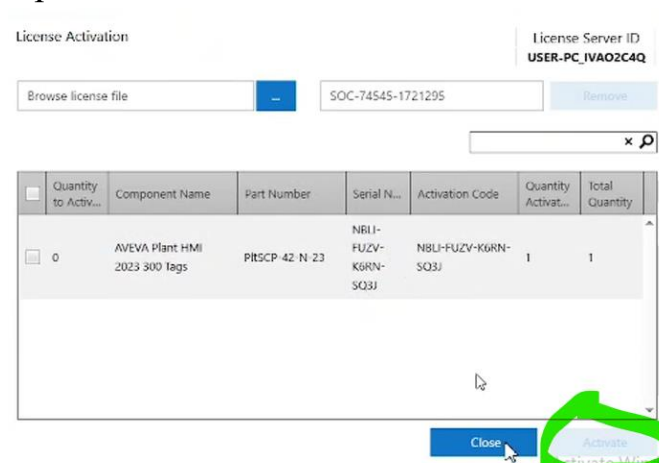 License Activation
License Server ID
USER-PC_IVAO2C4Q
Browse license file
...
SOC-74545-1721295
Remove
Quantity to Activ...
Component Name
Part Number
Serial N...
Activation Code
Quantity Activat...
Total Quantity
0
AVEVA Plant HMI
2023 300 Tags
PltSCP-42-N-23
NBLI-
FUZV-
K6RN-
SQ3J
NBLI-FUZV-K6RN-
SQ3J
1
1
Close
Activate